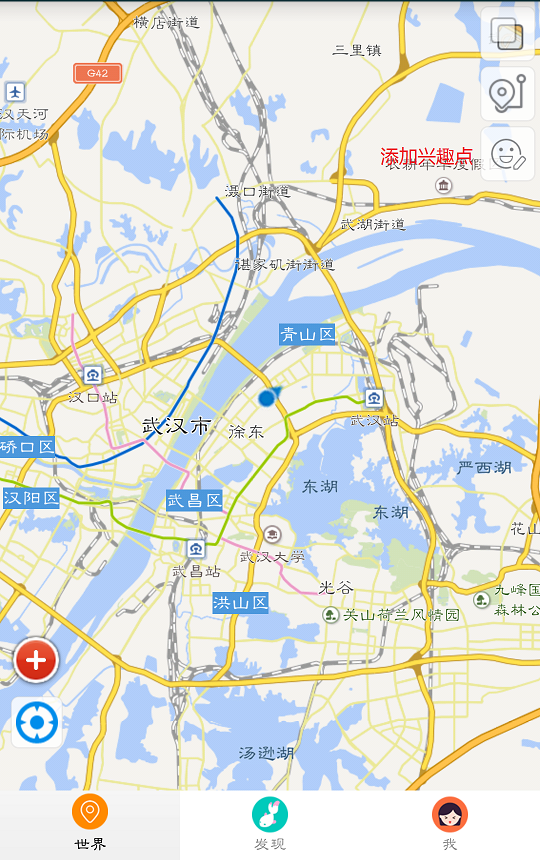 横店街道
三里镇
G42
汉天河
际机场
添加兴趣点
滠口街道
武湖街道
谌家矶街街道
青山区
汉口站
武汉市
徐东
武汉站
硚口区
严西湖
汉阳区
武昌区
东湖
东湖
花山
武汉大学
武昌站
光谷
洪山区
九峰国
森林公
关山荷兰风情园
汤逊湖
世界
发现
我